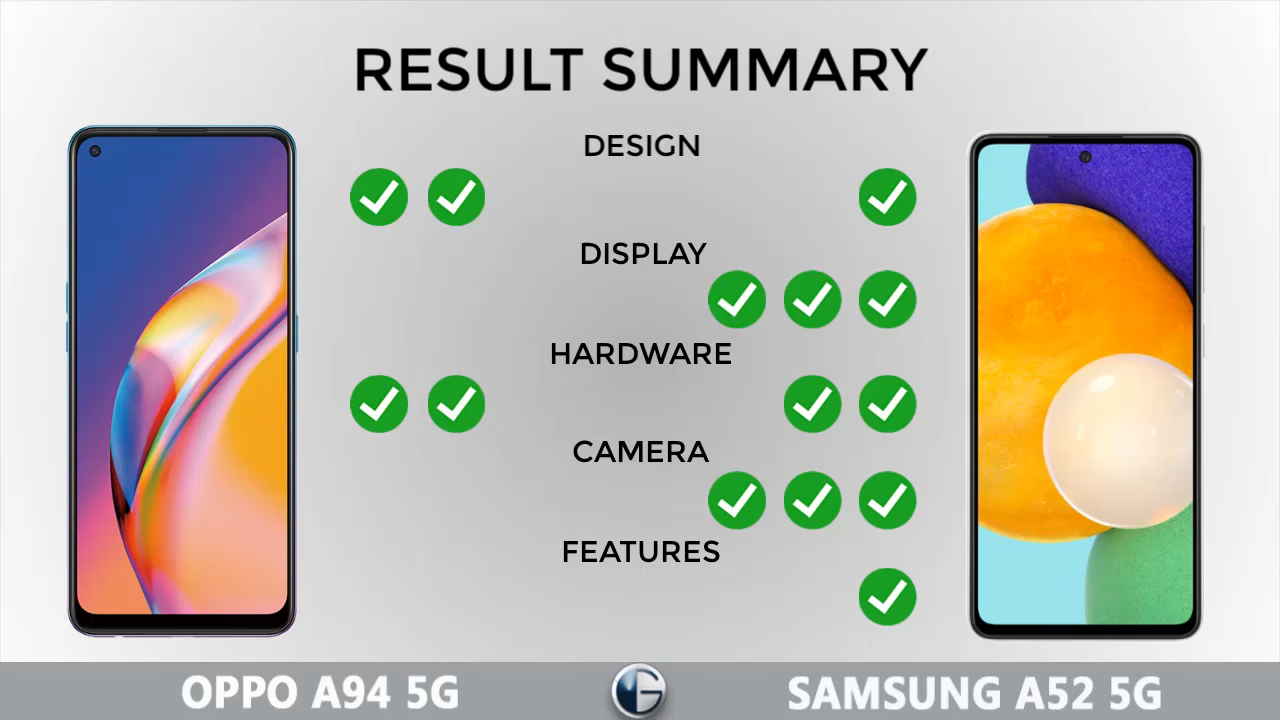 RESULT SUMMARY
DESIGN
DISPLAY
HARDWARE
CAMERA
FEATURES
OPPO A94 5G
G
SAMSUNG A52 5G